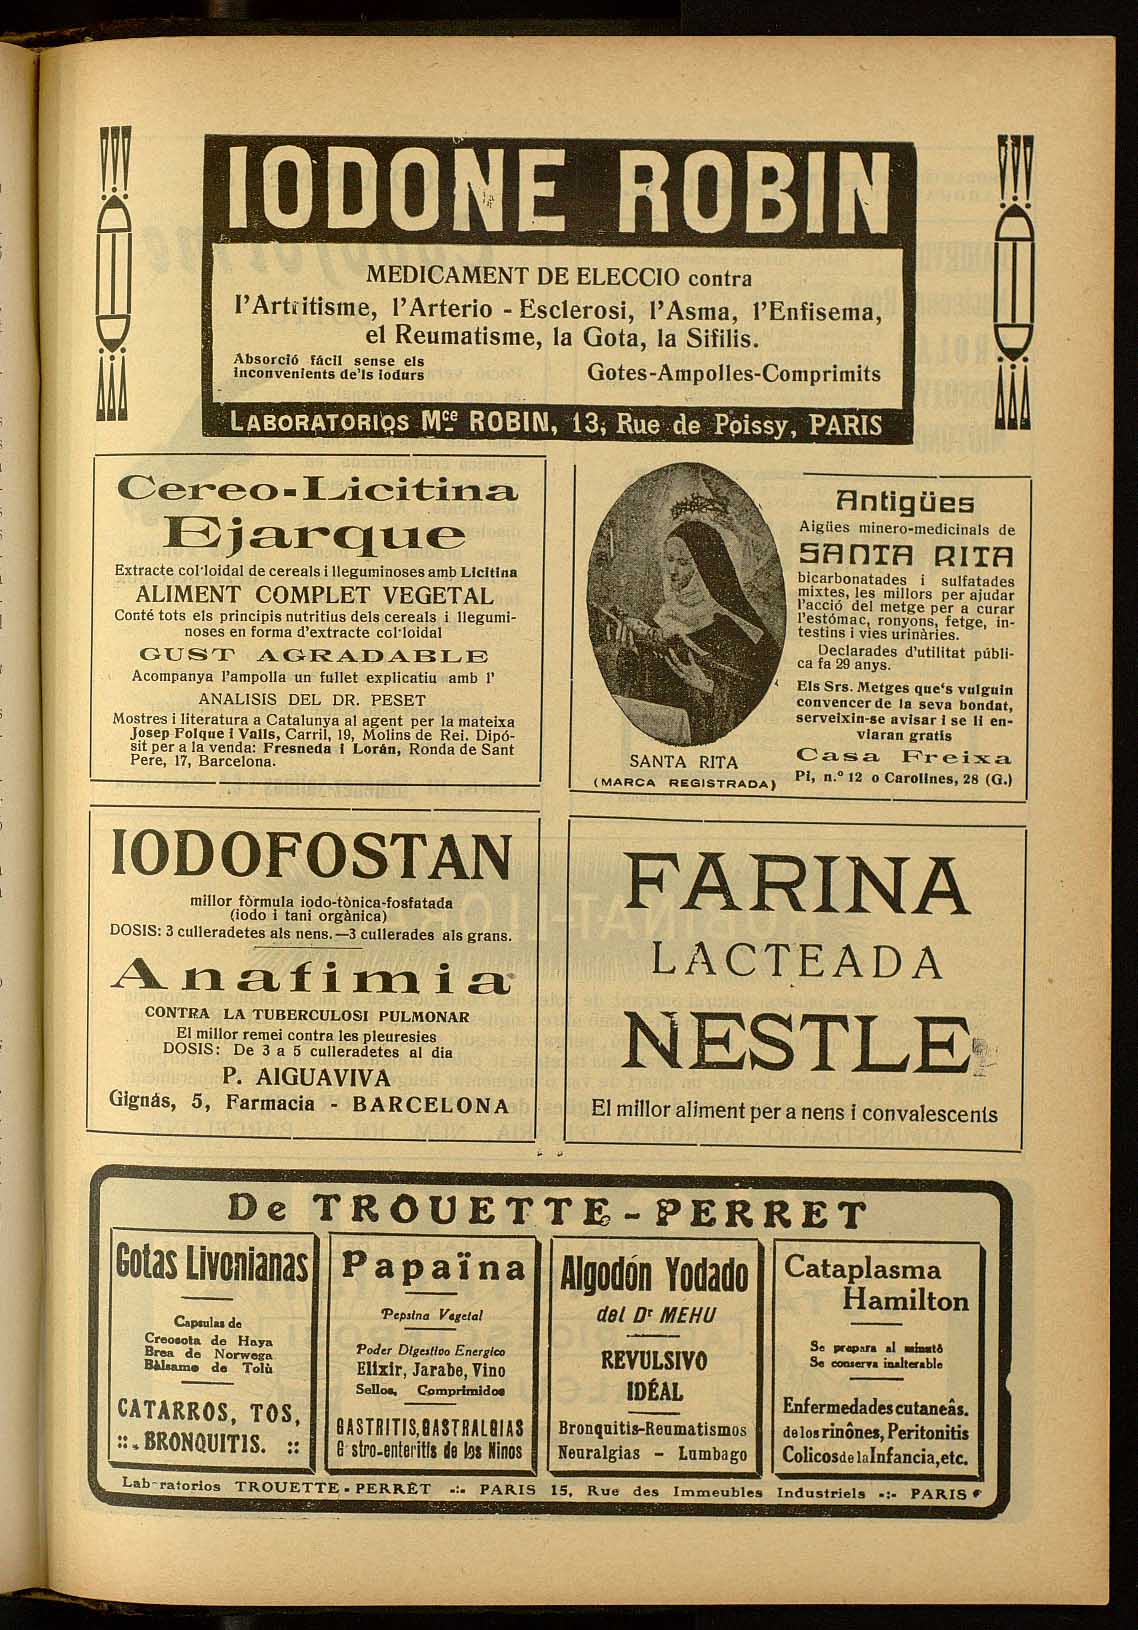 IODONE ROBIN
MEDICAMENT DE ELECCIO contra
l'Artritisme, l'Arterio - Esclerosi, l'Asma, l'Enfisema,
el Reumatisme, la Gota, la Sifilis.
Absorció fácil sense els
inconvenients de'ls iodurs
Gotes-Ampolles-Comprimits
LABORATORIOS Mce ROBIN, 13, Rue de Poissy, PARIS
Cereo-Licitina
Ejarque
Extracte col·loidal de cereals i lleguminoses amb Licitina
ALIMENT COMPLET VEGETAL
Conté tots els principis nutritius dels cereals i llegumi-
noses en forma d'extracte col·loidal
GUST AGRADABLE
Acompanya l'ampolla un fullet explicatiu amb l'
ANALISIS DEL DR. PESET
Mostres i literatura a Catalunya al agent per la mateixa
Josep Folque i Valls, Carril, 19, Molins de Rei. Dipó-
sit per a la venda: Fresneda i Lorán, Ronda de Sant
Pere, 17, Barcelona.
SANTA RITA
(MARCA REGISTRADA)
Antigües
Aigües minero-medicinals de
SANTA RITA
bicarbonatades i sulfatades
mixtes, les millors per ajudar
l'acció del metge per a curar
l'estómac, ronyons, fetge, in-
testins i vies urinàries.
Declarades d'utilitat públi-
ca fa 29 anys.
Els Srs. Metges que's vulguin
convencer de la seva bondat,
serveixin-se avisar i se li en-
viaran gratis
Casa Freixa
Pi, n.º 12 o Carolines, 28 (G.)
IODOFOSTAN
millor fòrmula iodo-tònica-fosfatada
(iodo i tani orgànica)
DOSIS: 3 culleradetes als nens.—3 cullerades als grans.
Anafimia
CONTRA LA TUBERCULOSI PULMONAR
El millor remei contra les pleuresies
DOSIS: De 3 a 5 culleradetes al dia
P. AIGUAVIVA
Gignás, 5, Farmacia - BARCELONA
FARINA
LACTEADA
NESTLE
El millor aliment per a nens i convalescents
De TROUETTE-PERRET
Gotas Livonianas
Capsulas de
Creosota de Haya
Brea de Norwega
Bàlsamo de Tolù
CATARROS, TOS,
::. BRONQUITIS. ::
Papaïna
Pepsina Vegetal
Poder Digestivo Energico
Elixir, Jarabe, Vino
Sellos, Comprimidos
GASTRITIS, GASTRALGIAS
G stro-enteritis de los Ninos
Algodón Yodado
del Dr MEHU
REVULSIVO
IDÉAL
Bronquitis-Reumatismos
Neuralgias - Lumbago
Cataplasma
Hamilton
Se prepara al minutô
Se conserva inalterable
Enfermedades cutaneâs.
de los rinônes, Peritonitis
Colicos de la Infancia, etc.
Lab-ratorios TROUETTE-PERRÊT -:- PARIS 15, Rue des Immeubles Industriels -:- PARIS